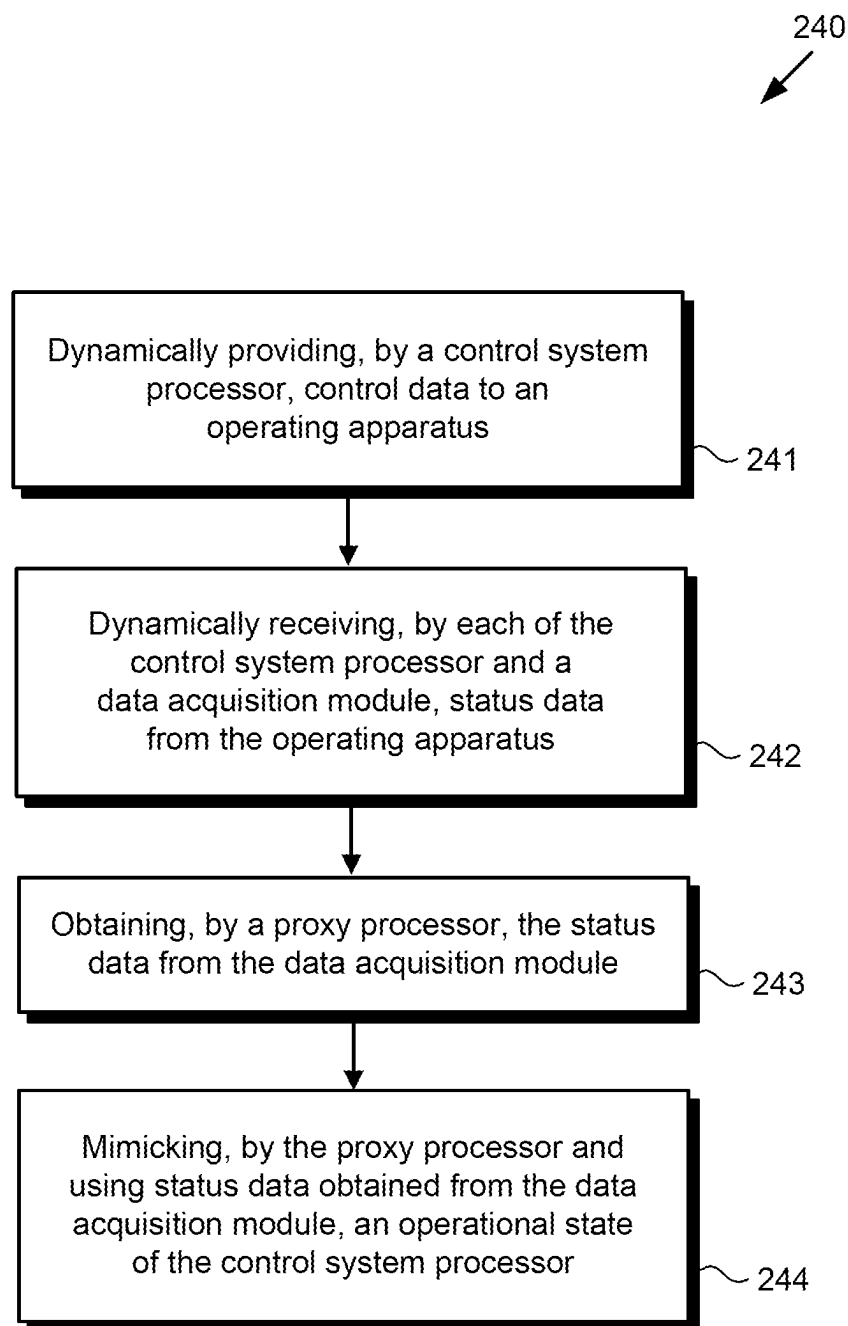 240
Dynamically providing, by a control system
processor, control data to an
operating apparatus
241
Dynamically receiving, by each of the
control system processor and a
data acquisition module, status data
from the operating apparatus
242
Obtaining, by a proxy processor, the status
data from the data acquisition module
243
Mimicking, by the proxy processor and
using status data obtained from the data
acquisition module, an operational state
of the control system processor
244